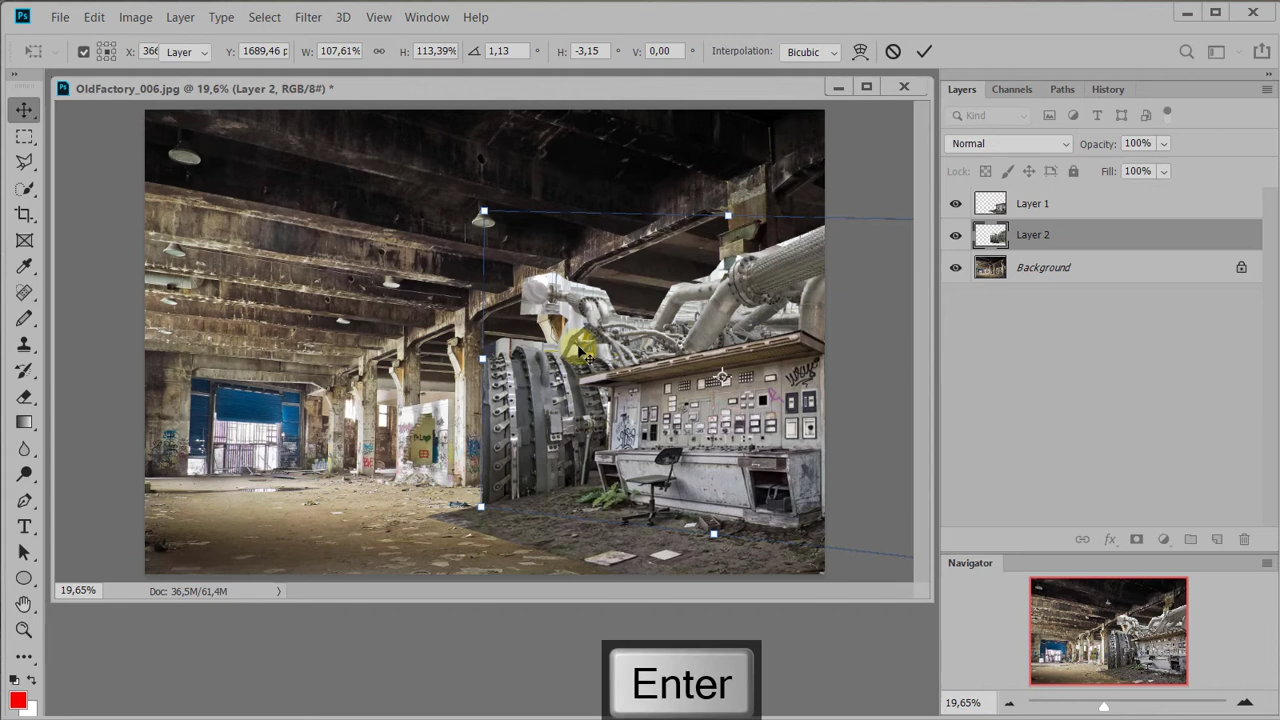 Ps File Edit Image Layer Type Select Filter 3D View Window Help
X: 366 Layer Y: 1689,46 p W: 107,61% H: 113,39% 1,13 ° H: -3,15 ° V: 0,00 ° Interpolation: Bicubic
OldFactory_006.jpg @ 19,6% (Layer 2, RGB/8#) *
Layers Channels Paths History
Kind
Normal Opacity: 100%
Lock: Fill: 100%
Layer 1
Layer 2
Background
Navigator
19,65% Doc: 36,5M/61,4M
Enter
19,65%